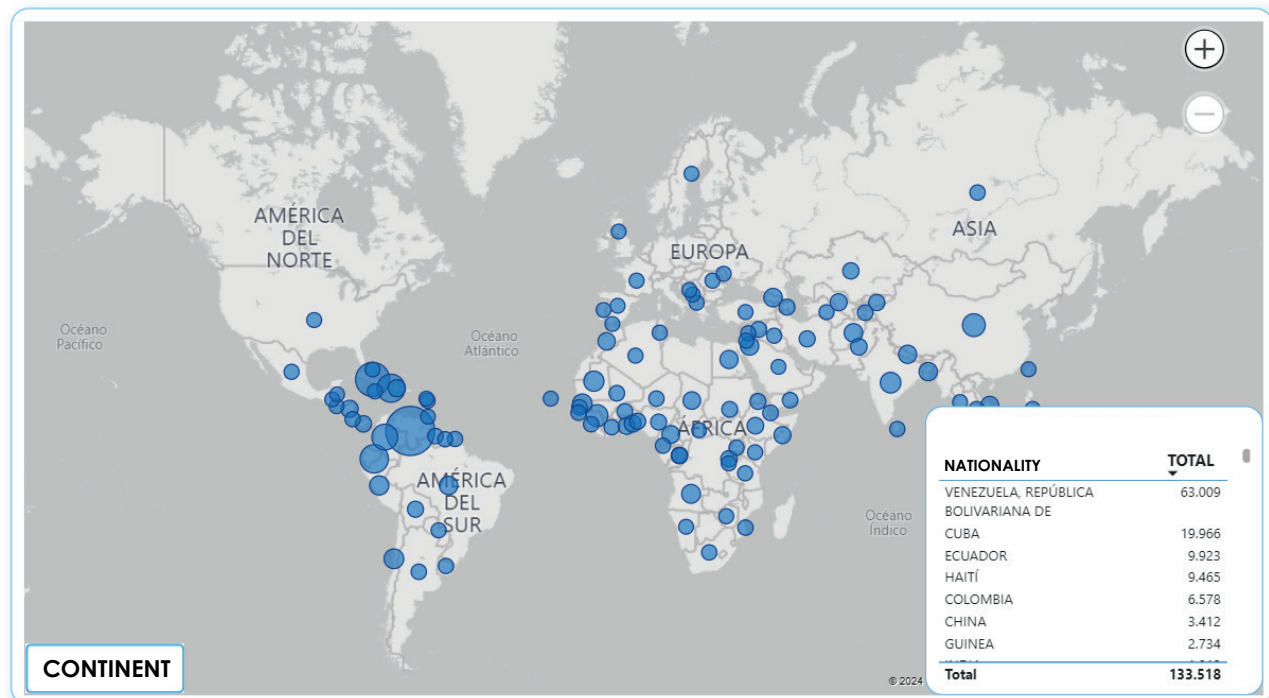 AMÉRICA
DEL
NORTE
EUROPA
ASIA
Océano
Pacífico
Océano
Atlántico
ÁFRICA
AMÉRICA
DEL
SUR
Océano
Índico
NATIONALITY TOTAL
VENEZUELA, REPÚBLICA 63.009
BOLIVARIANA DE
CUBA 19.966
ECUADOR 9.923
HAITÍ 9.465
COLOMBIA 6.578
CHINA 3.412
GUINEA 2.734
Total 133.518
CONTINENT
© 2024